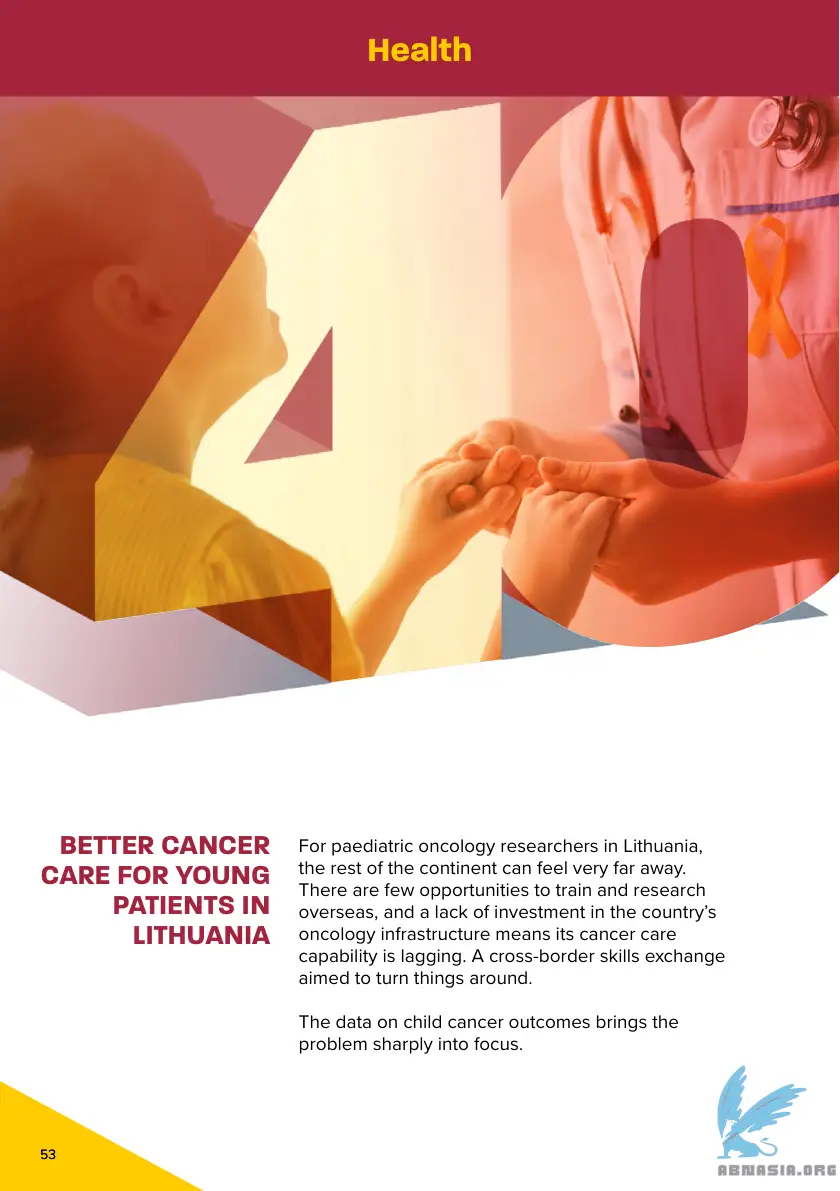 Health
40
BETTER CANCER
CARE FOR YOUNG
PATIENTS IN
LITHUANIA
For paediatric oncology researchers in Lithuania,
the rest of the continent can feel very far away.
There are few opportunities to train and research
overseas, and a lack of investment in the country’s
oncology infrastructure means its cancer care
capability is lagging. A cross-border skills exchange
aimed to turn things around.
The data on child cancer outcomes brings the
problem sharply into focus.
53
ABNASIA.ORG